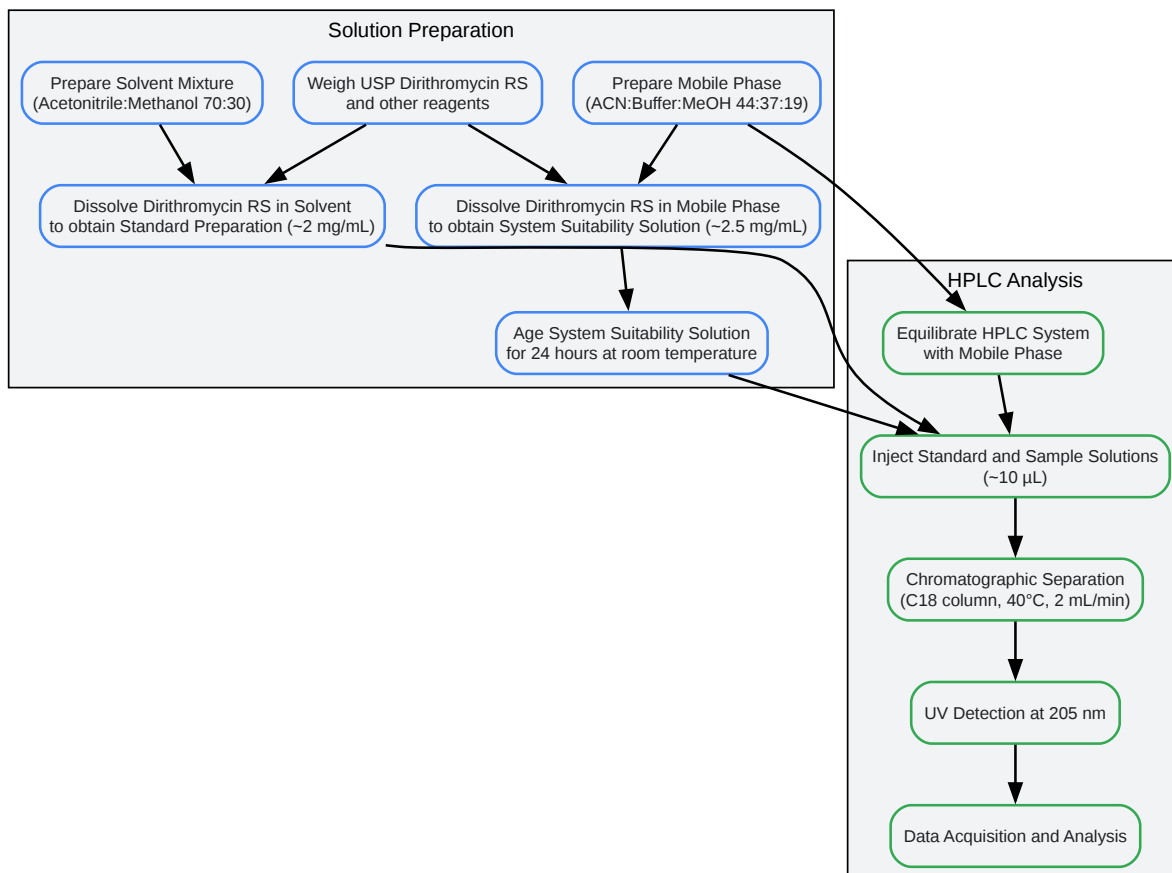 Solution Preparation
Prepare Solvent Mixture
(Acetonitrile:Methanol 70:30)
Weigh USP Dirithromycin RS
and other reagents
Prepare Mobile Phase
(ACN:Buffer:MeOH 44:37:19)
Dissolve Dirithromycin RS in Solvent
to obtain Standard Preparation (~2 mg/mL)
Dissolve Dirithromycin RS in Mobile Phase
to obtain System Suitability Solution (~2.5 mg/mL)
Age System Suitability Solution
for 24 hours at room temperature
HPLC Analysis
Equilibrate HPLC System
with Mobile Phase
Inject Standard and Sample Solutions
(~10 µL)
Chromatographic Separation
(C18 column, 40°C, 2 mL/min)
UV Detection at 205 nm
Data Acquisition and Analysis